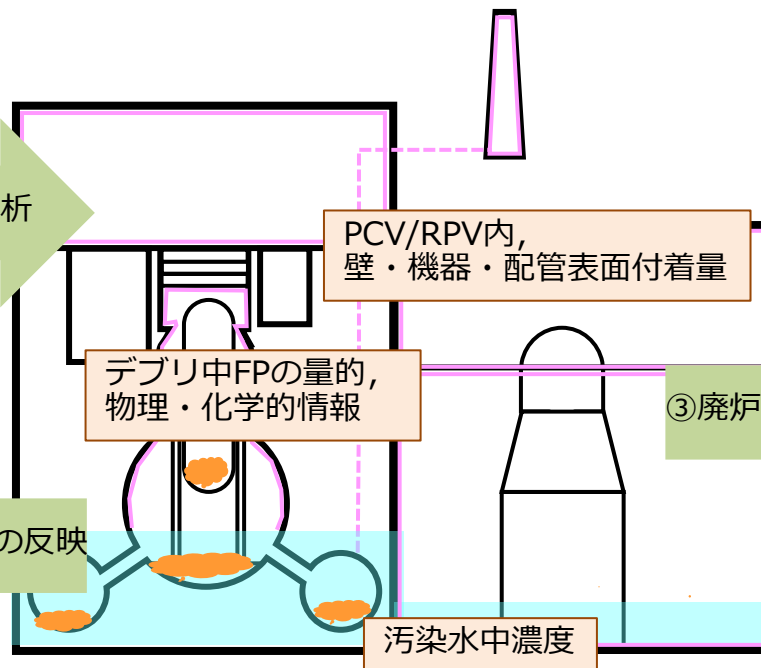 析
PCV/RPV内,
壁・機器・配管表面付着量
デブリ中FPの量的,
物理・化学的情報
③廃炉
の反映
汚染水中濃度